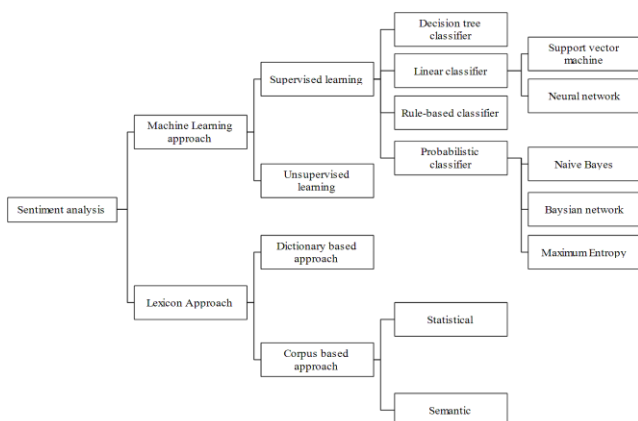 Decision tree
classifier
Support vector
machine
Supervised learning
Linear classifier
Neural network
Machine Learning
approach
Rule-based classifier
Unsupervised
learning
Probabilistic
classifier
Naive Bayes
Sentiment analysis
Baysian network
Dictionary based
approach
Maximum Entropy
Lexicon Approach
Statistical
Corpus based
approach
Semantic